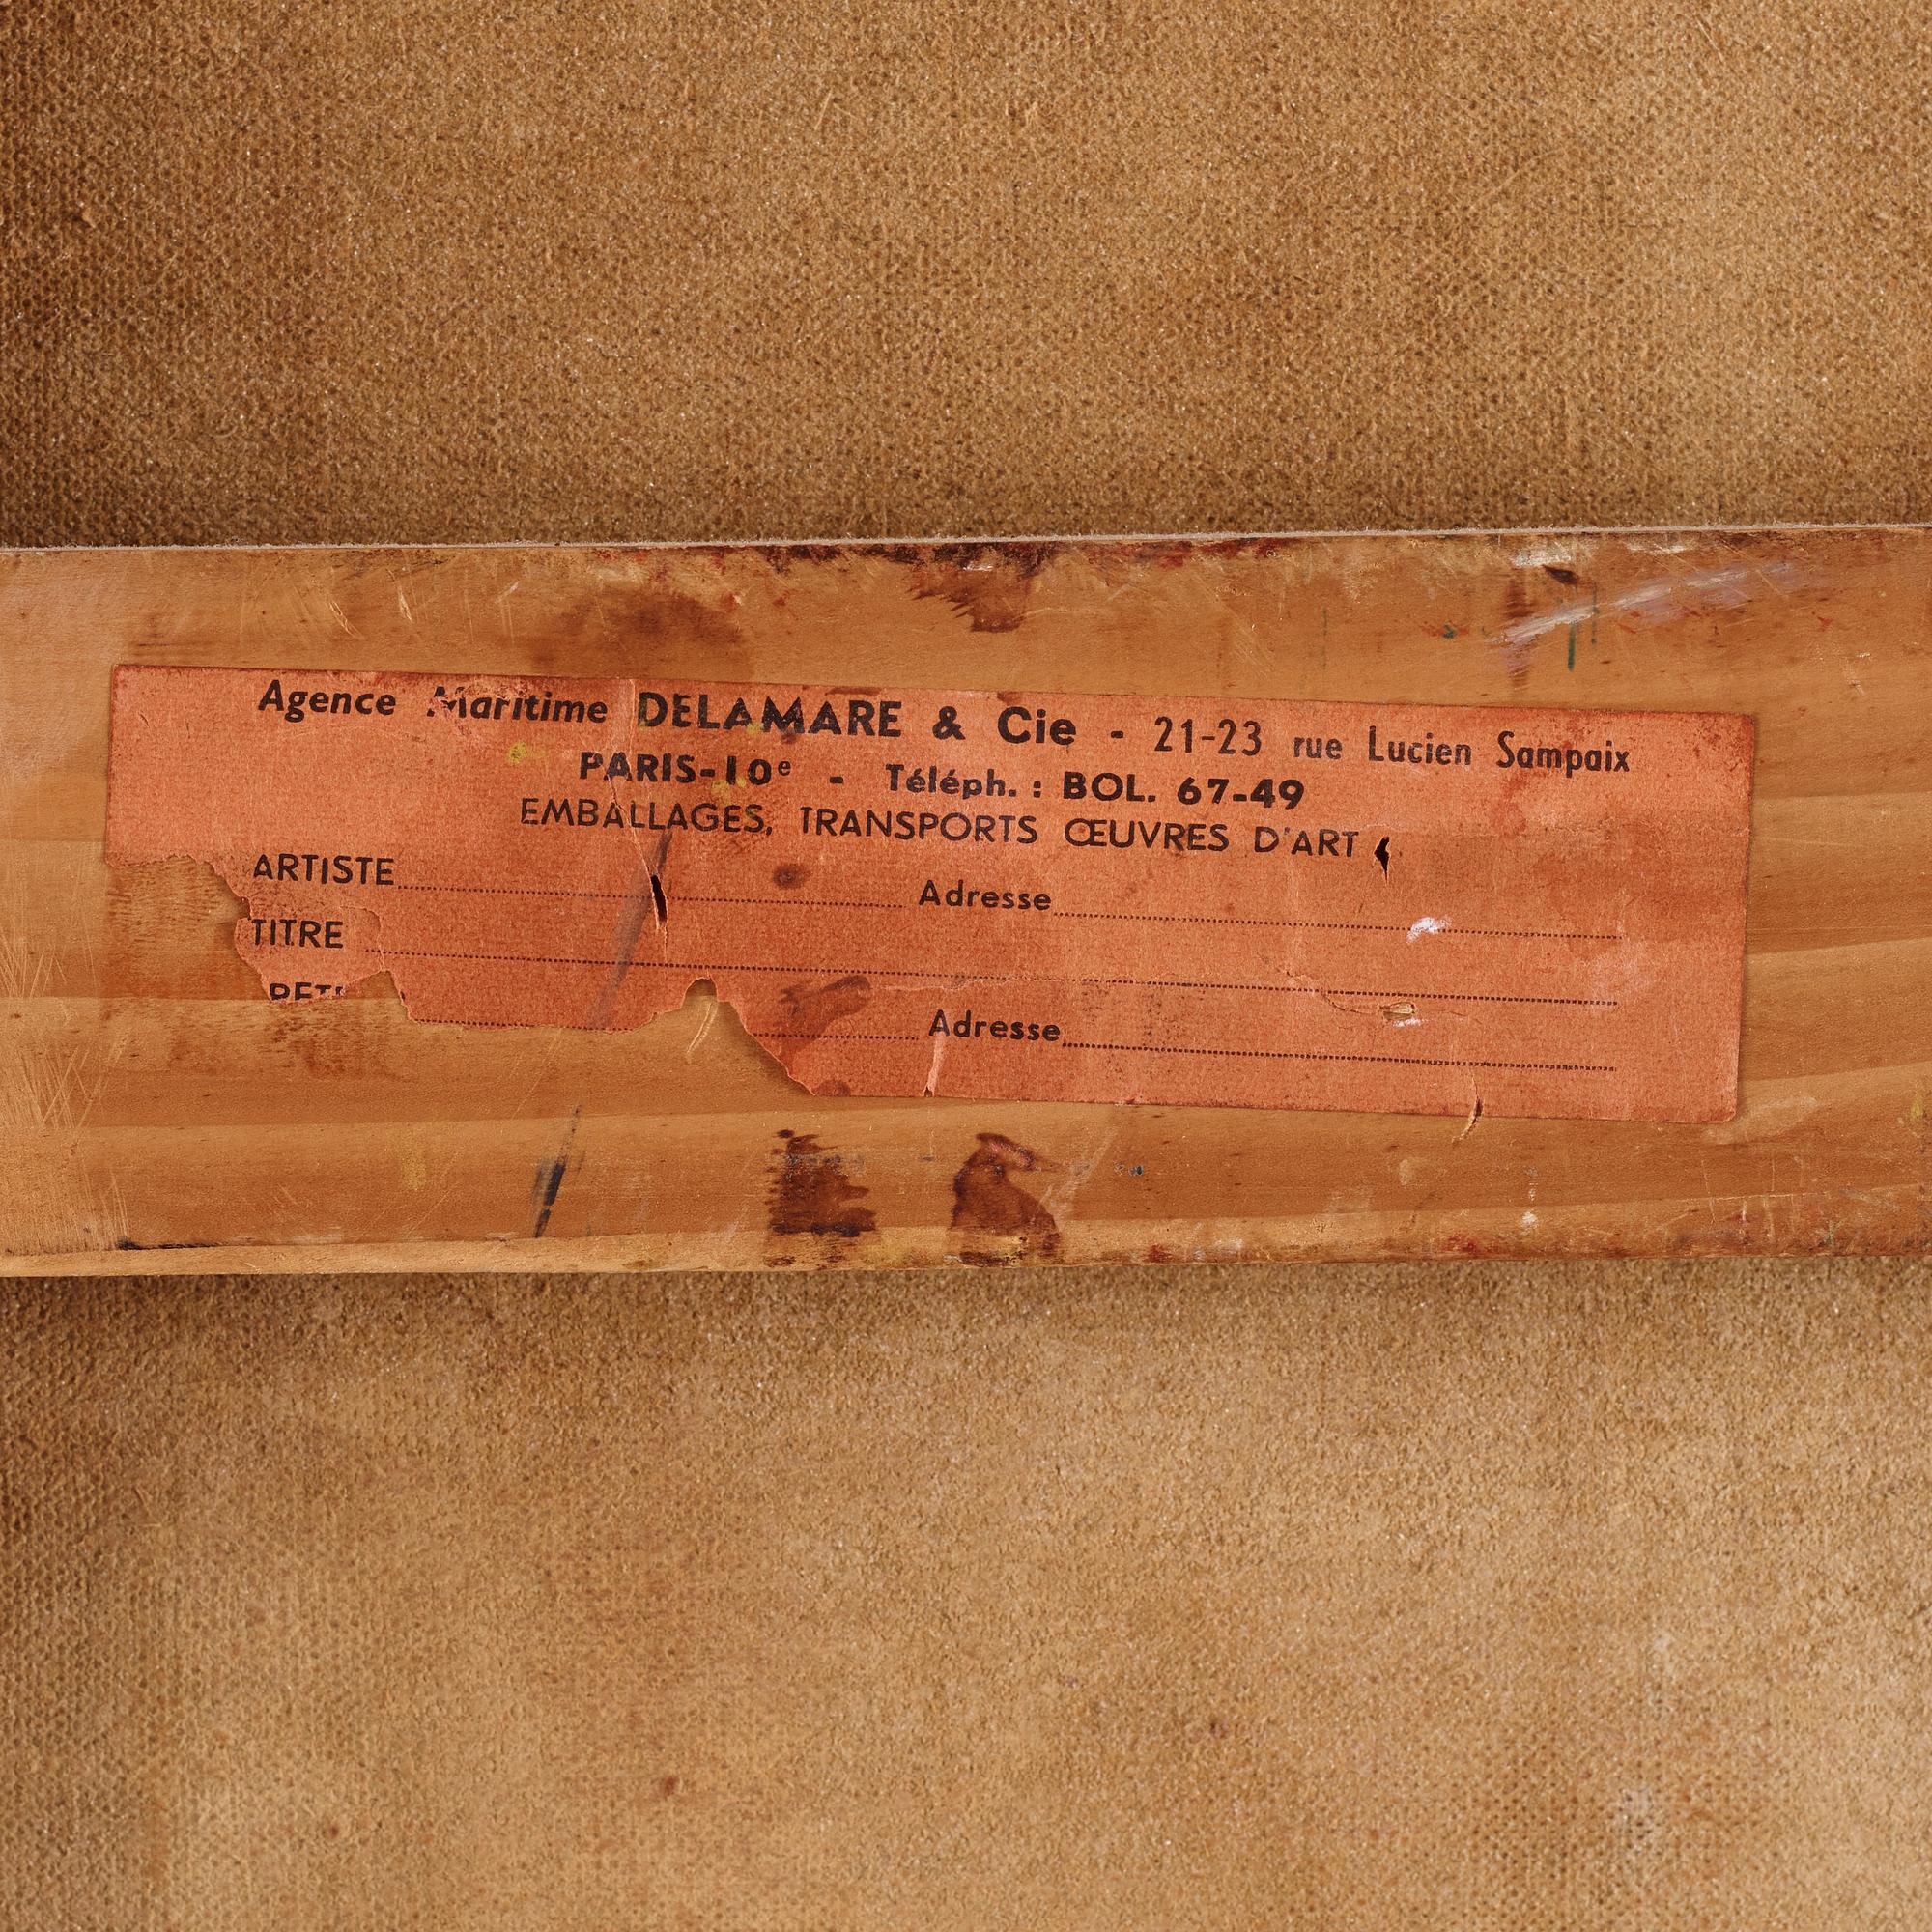 Agence Maritime DELAMARE & Cie - 21-23 rue Lucien Sampaix
PARIS-10e - Téléph. : BOL. 67-49
EMBALLAGES, TRANSPORTS ŒUVRES D'ART
ARTISTE Adresse
TITRE
Adresse